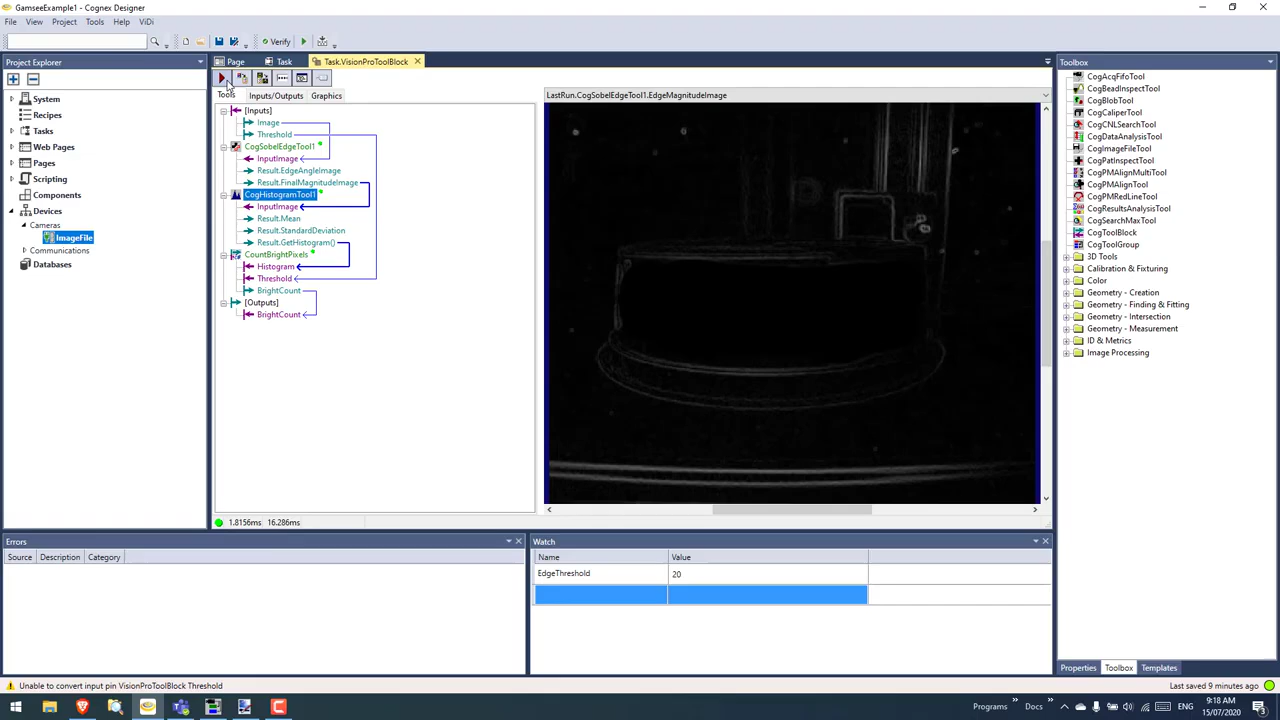 GamseeExample1 - Cognex Designer
File View Project Tools Help ViDi
Verify
Project Explorer
Page Task Task.VisionProToolBlock
Toolbox
System
Recipes
Tasks
Web Pages
Pages
Scripting
Components
Devices
Cameras
ImageFile
Communications
Databases
Tools Inputs/Outputs Graphics
[Inputs]
Image
Threshold
CogSobelEdgeTool1
InputImage
Result.EdgeAngleImage
Result.FinalMagnitudeImage
CogHistogramTool1
InputImage
Result.Mean
Result.StandardDeviation
Result.GetHistogram()
CountBrightPixels
Histogram
Threshold
BrightCount
[Outputs]
BrightCount
1.8156ms 16.286ms
LastRun.CogSobelEdgeTool1.EdgeMagnitudeImage
CogAcqFifoTool
CogBeadInspectTool
CogBlobTool
CogCaliperTool
CogCNLSearchTool
CogDataAnalysisTool
CogImageFileTool
CogPatInspectTool
CogPMAlignMultiTool
CogPMAlignTool
CogPMRedLineTool
CogResultsAnalysisTool
CogSearchMaxTool
CogToolBlock
CogToolGroup
3D Tools
Calibration & Fixturing
Color
Geometry - Creation
Geometry - Finding & Fitting
Geometry - Intersection
Geometry - Measurement
ID & Metrics
Image Processing
Errors
Source Description Category
Watch
Name Value
EdgeThreshold 20
Properties Toolbox Templates
Unable to convert input pin VisionProToolBlock Threshold
Last saved 9 minutes ago
Programs » Docs » ENG
9:18 AM
15/07/2020
3